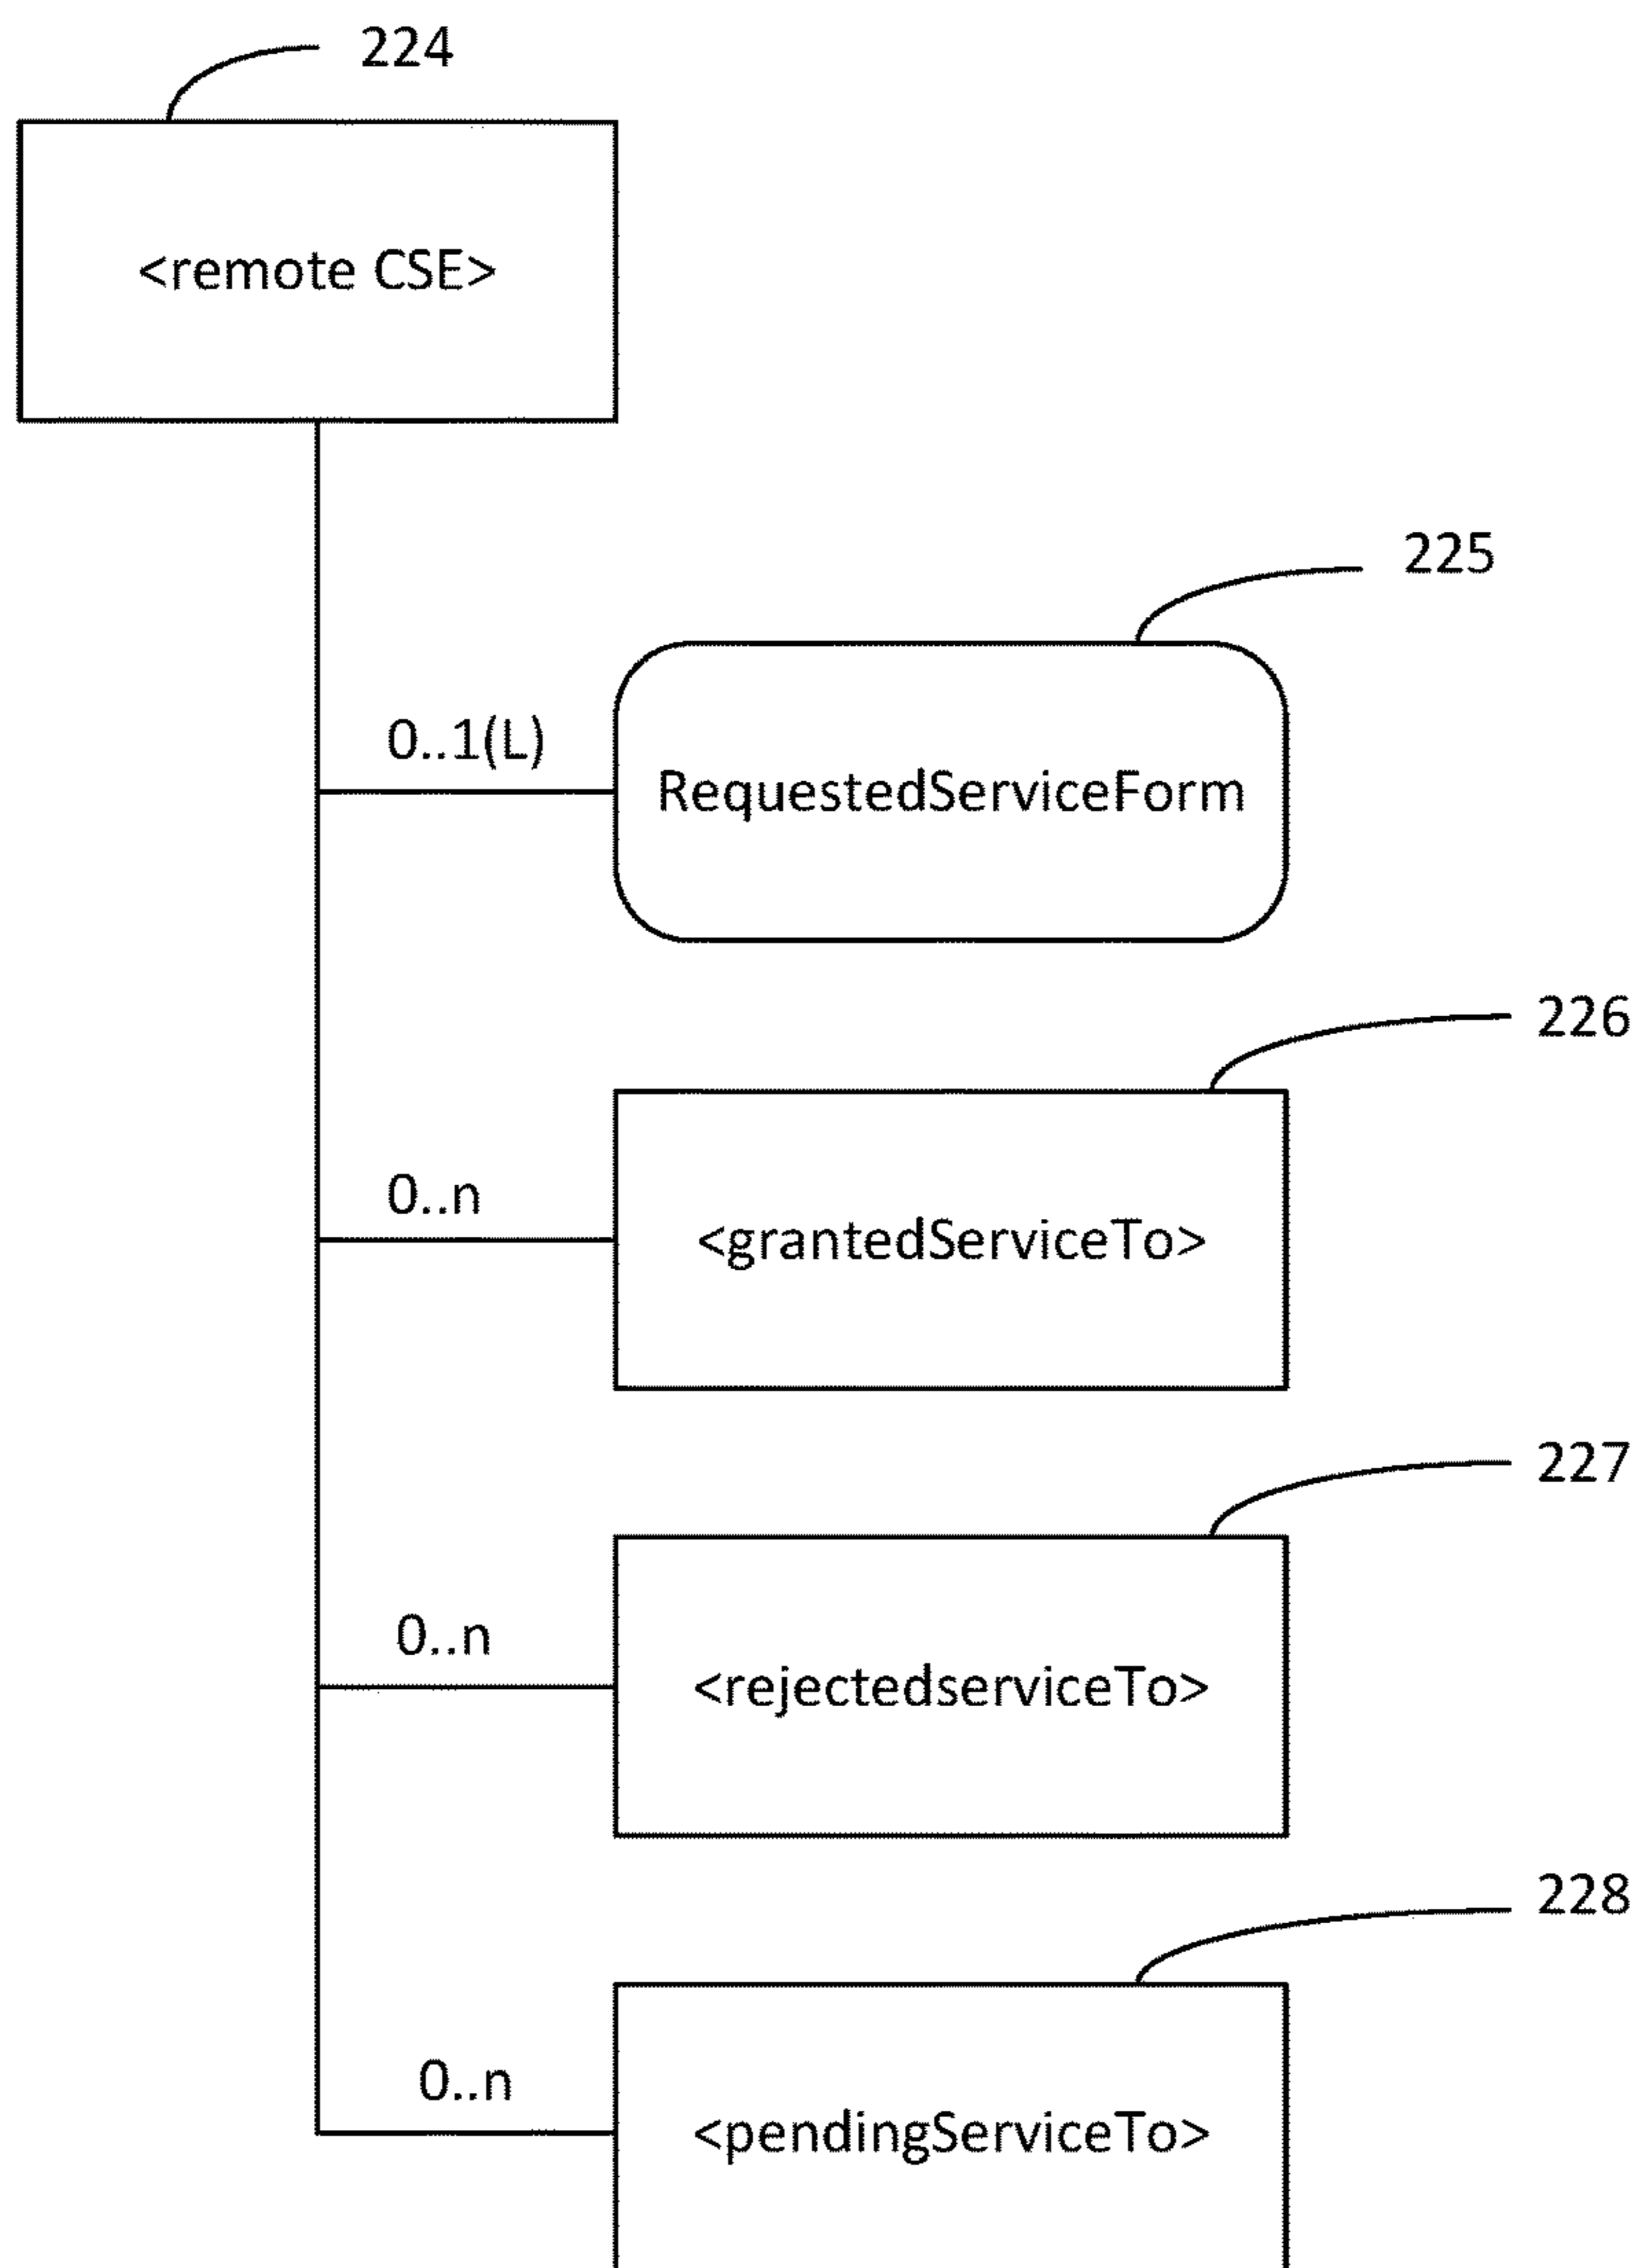 224
<remote CSE>
225
0..1(L)
RequestedServiceForm
226
0..n
<grantedServiceTo>
227
0..n
<rejectedserviceTo>
228
0..n
<pendingServiceTo>